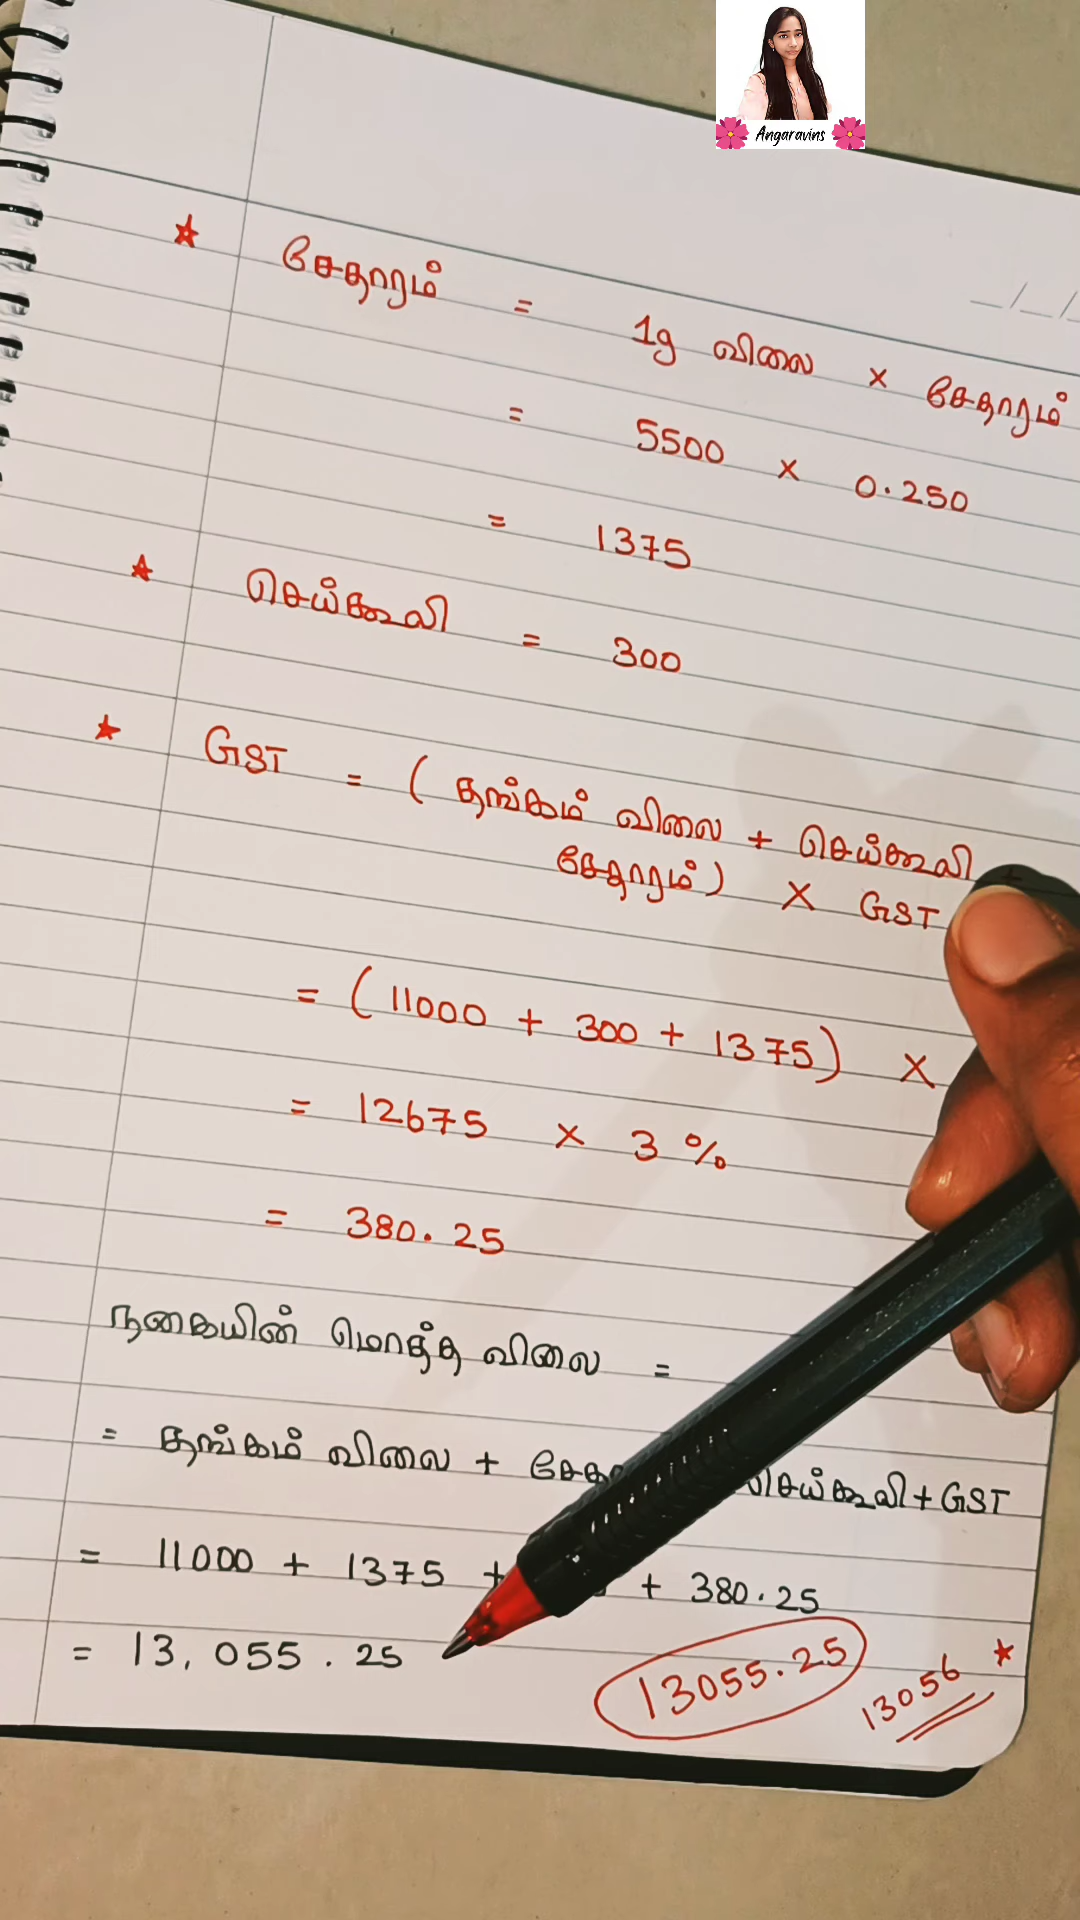 Angaravins
★ சேதாரம் = 1g விலை × சேதாரம்
= 5500 × 0.250
= 1375
★ செய்கூலி = 300
★ GST = ( தங்கம் விலை + செய்கூலி +
சேதாரம் ) × GST
= ( 11000 + 300 + 1375 ) ×
= 12675 × 3 %
= 380.25
நகையின் மொத்த விலை =
= தங்கம் விலை + செய்கூலி + GST
= 11000 + 1375 + + 380.25
= 13,055.25
13055.25
13056 ★